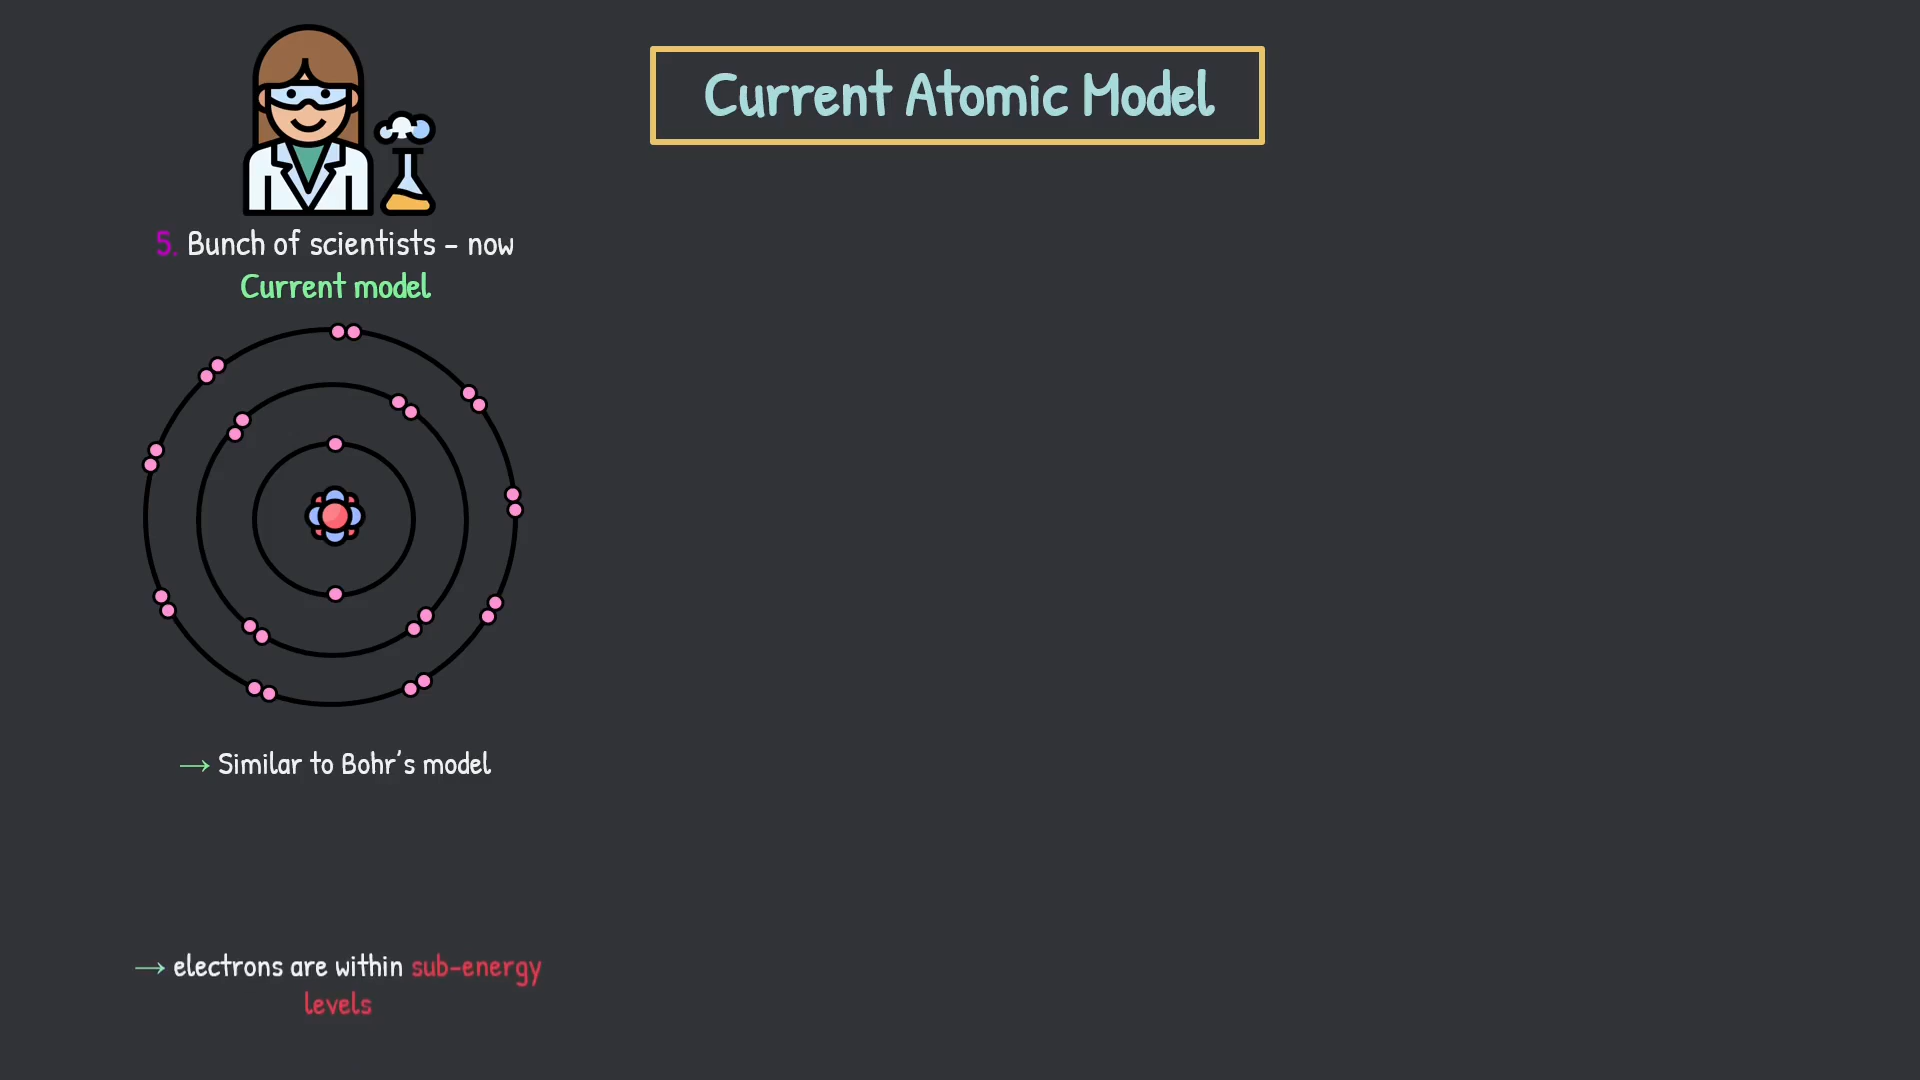 Current Atomic Model
5. Bunch of scientists – now
Current model
→ Similar to Bohr's model
→ electrons are within sub-energy
levels